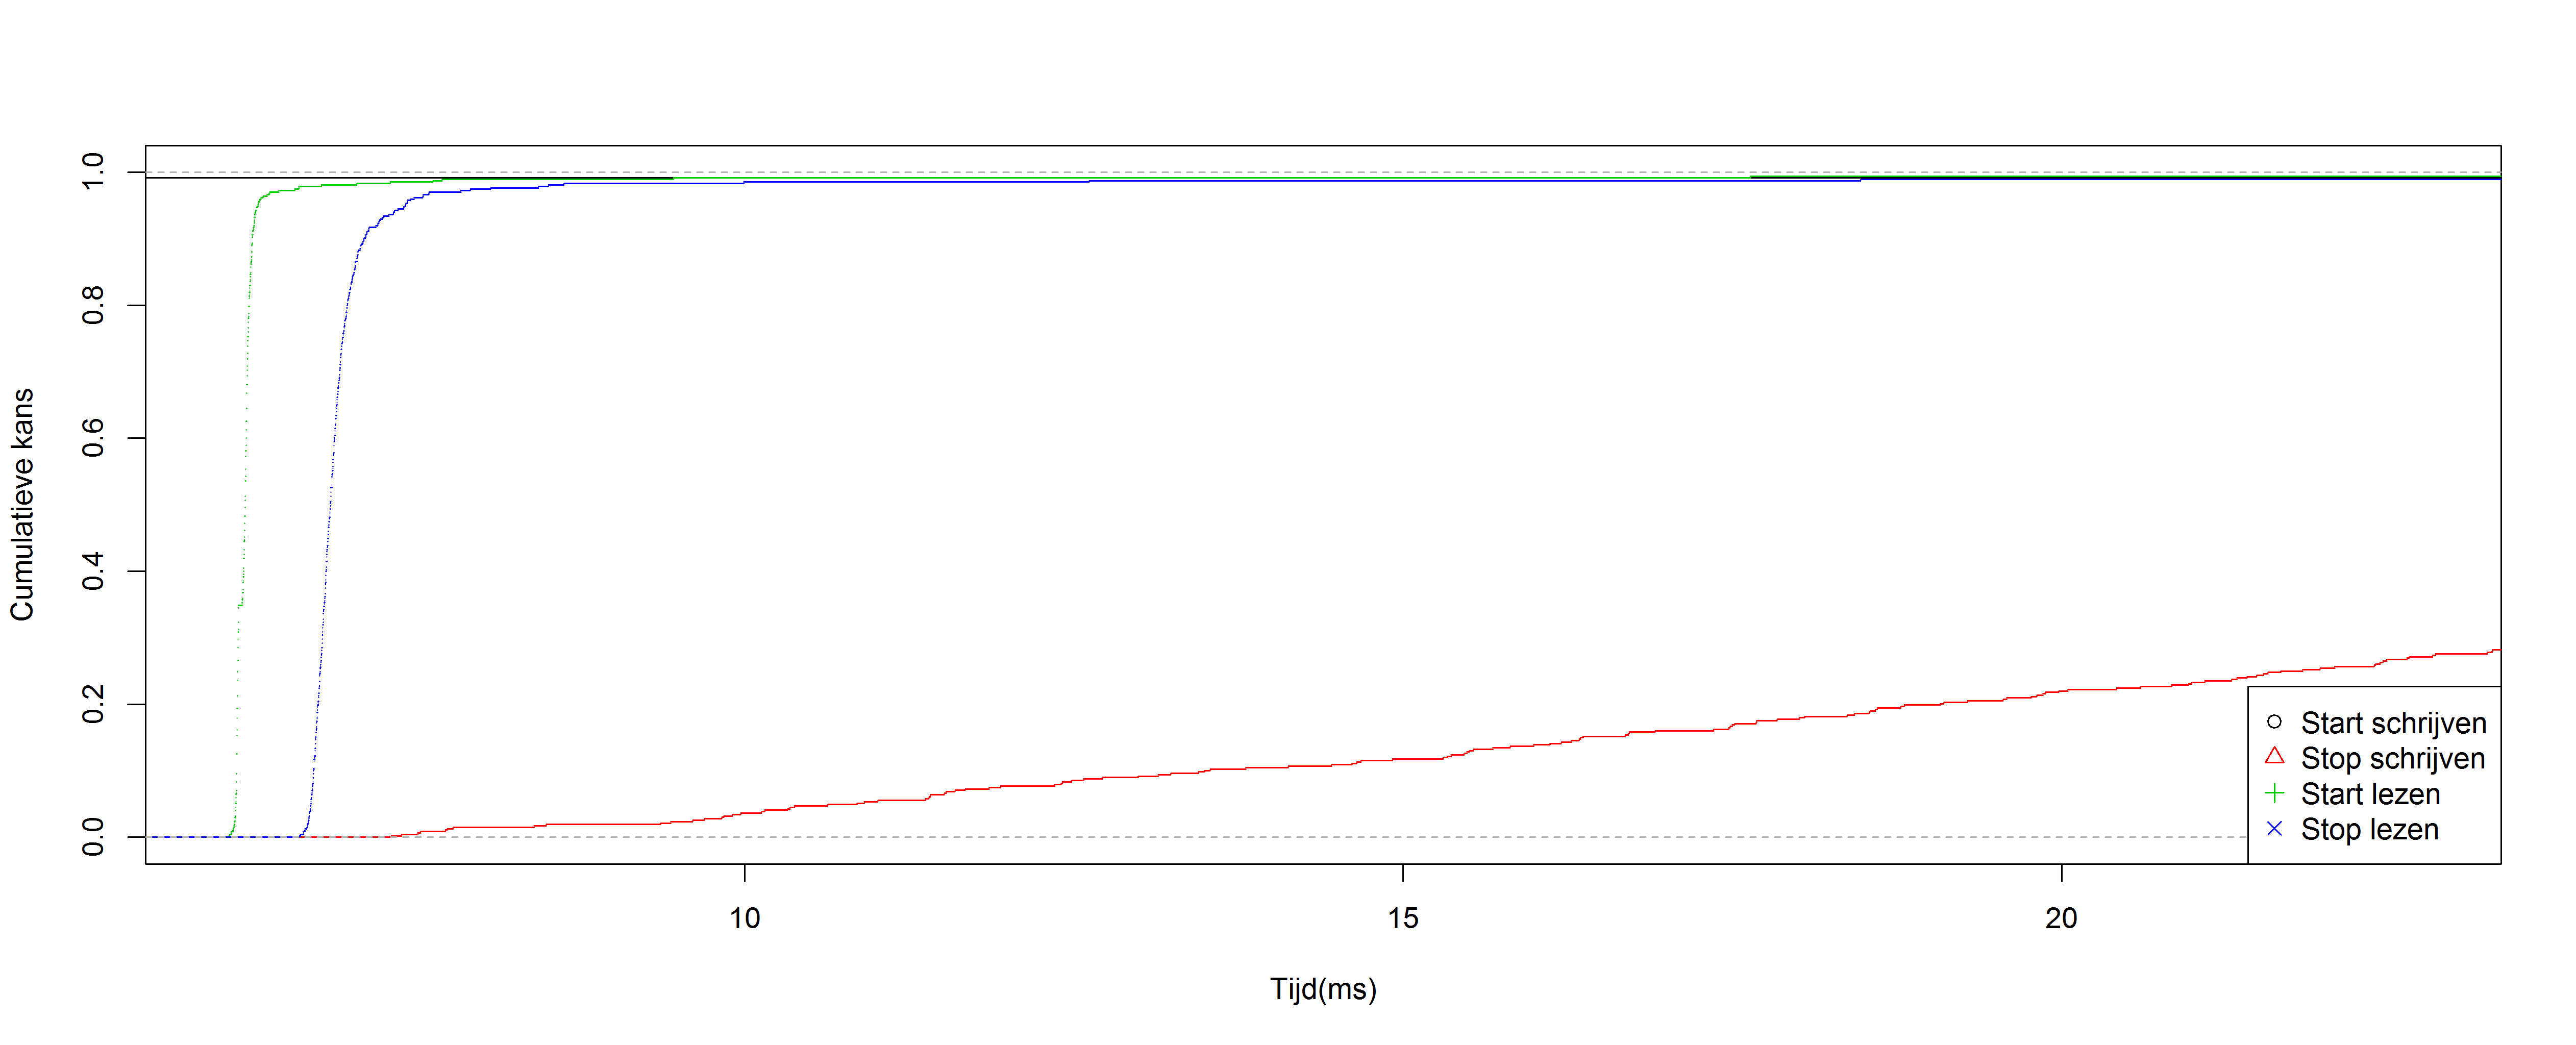 Cumulatieve kans
1.0
0.8
0.6
0.4
0.2
0.0
10 15 20
Tijd(ms)
Start schrijven
Stop schrijven
Start lezen
Stop lezen